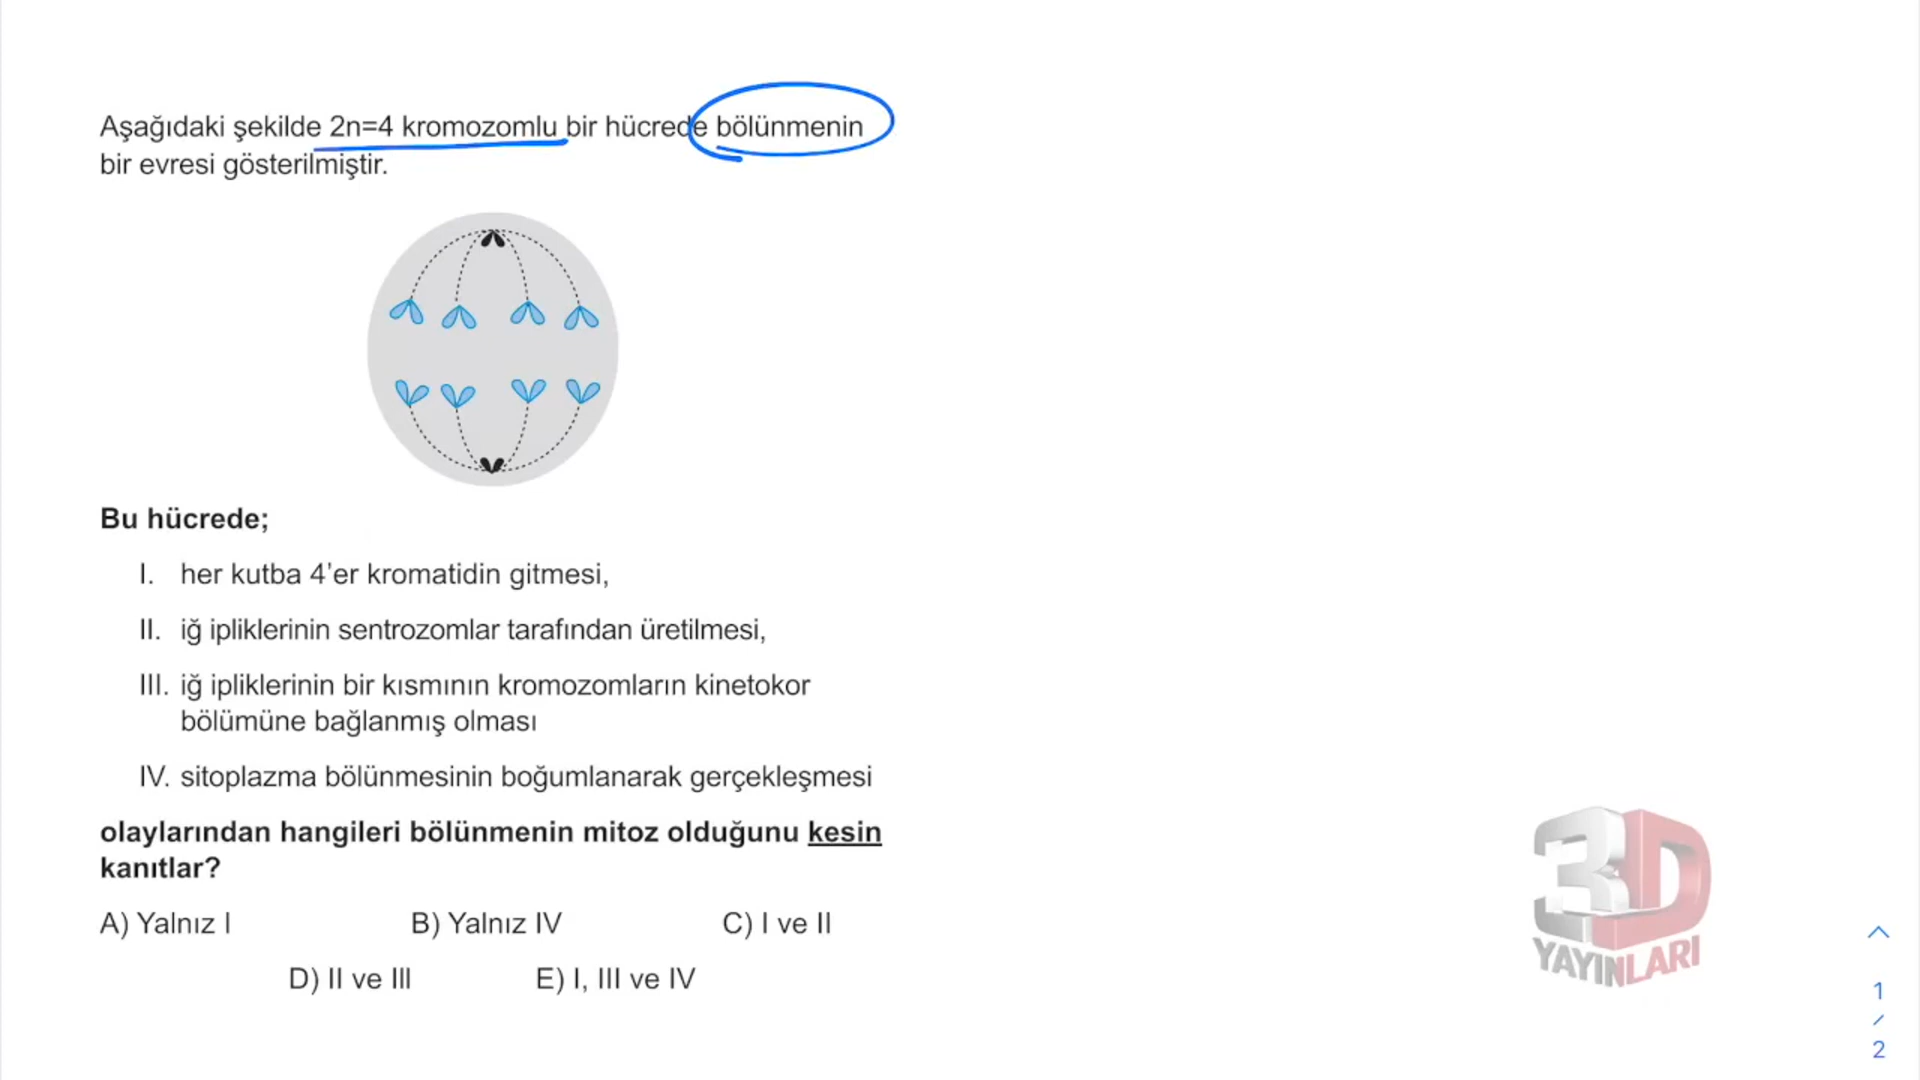 Aşağıdaki şekilde 2n=4 kromozomlu bir hücrede bölünmenin
bir evresi gösterilmiştir.
Bu hücrede;
I. her kutba 4'er kromatidin gitmesi,
II. iğ ipliklerinin sentrozomlar tarafından üretilmesi,
III. iğ ipliklerinin bir kısmının kromozomların kinetokor
bölümüne bağlanmış olması
IV. sitoplazma bölünmesinin boğumlanarak gerçekleşmesi
olaylarından hangileri bölünmenin mitoz olduğunu kesin
kanıtlar?
A) Yalnız I B) Yalnız IV C) I ve II
D) II ve III E) I, III ve IV
3D
YAYINLARI
1
/
2